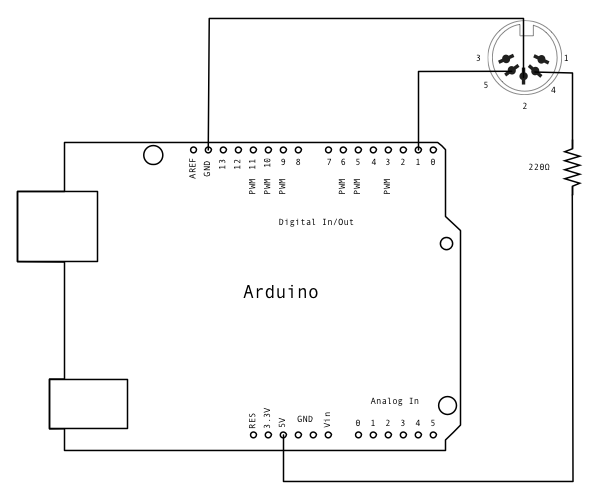 3
1
5
4
2
220Ω
AREF
GND
13
12
11
10
9
8
7
6
5
4
3
2
1
0
PWM
PWM
PWM
PWM
PWM
PWM
Digital In/Out
Arduino
Analog In
RES
3.3V
5V
GND
Vin
0
1
2
3
4
5